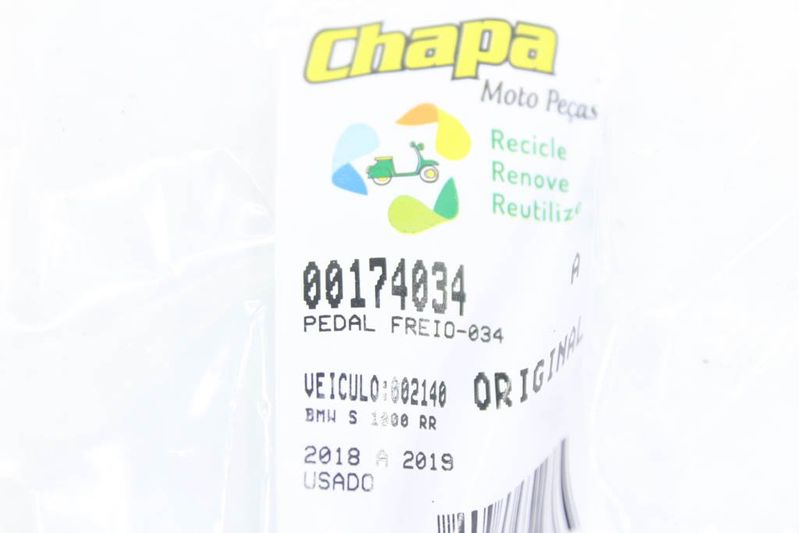 Chapa
Moto Peças
Recicle
Renove
Reutilize
00174034
A
PEDAL FREIO-034
VEICULO:002140
ORIGINAL
BMW S 1000 RR
2018 A 2019
USADO